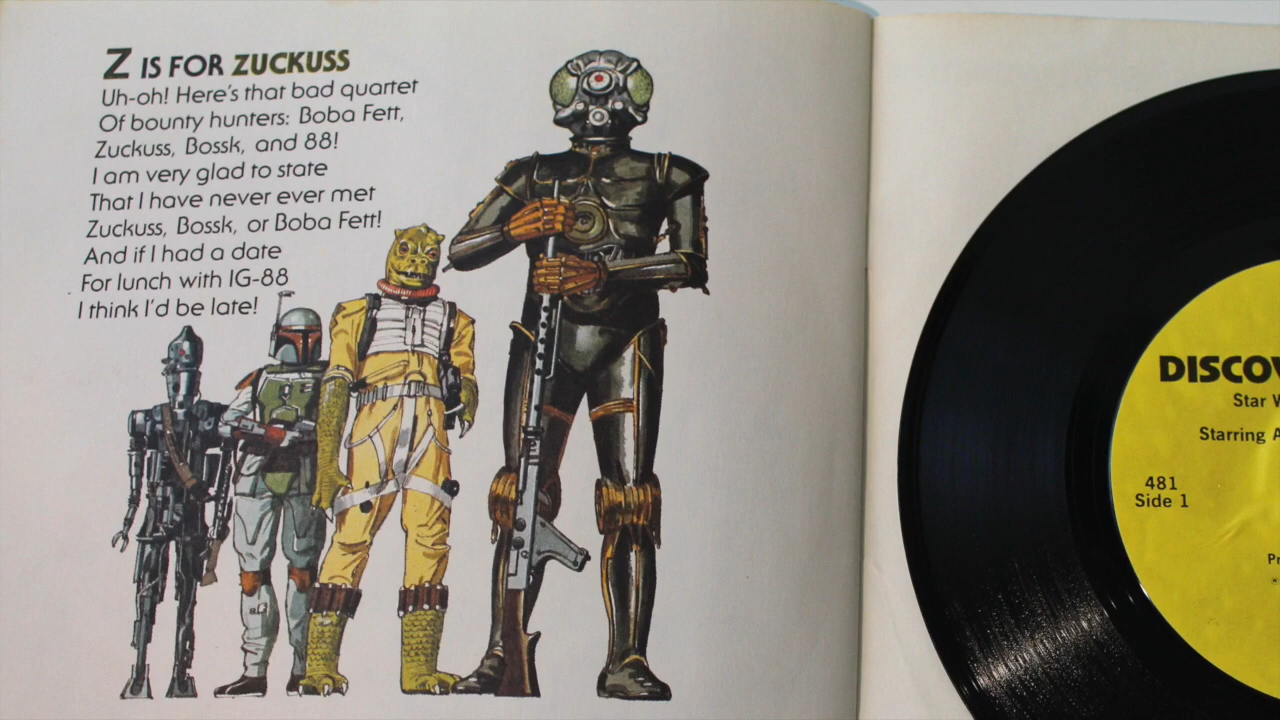 Z IS FOR ZUCKUSS
Uh-oh! Here's that bad quartet
Of bounty hunters: Boba Fett,
Zuckuss, Bossk, and 88!
I am very glad to state
That I have never ever met
Zuckuss, Bossk, or Boba Fett!
And if I had a date
For lunch with IG-88
I think I'd be late!
DISCOV
Star W
Starring A
481
Side 1
Pr